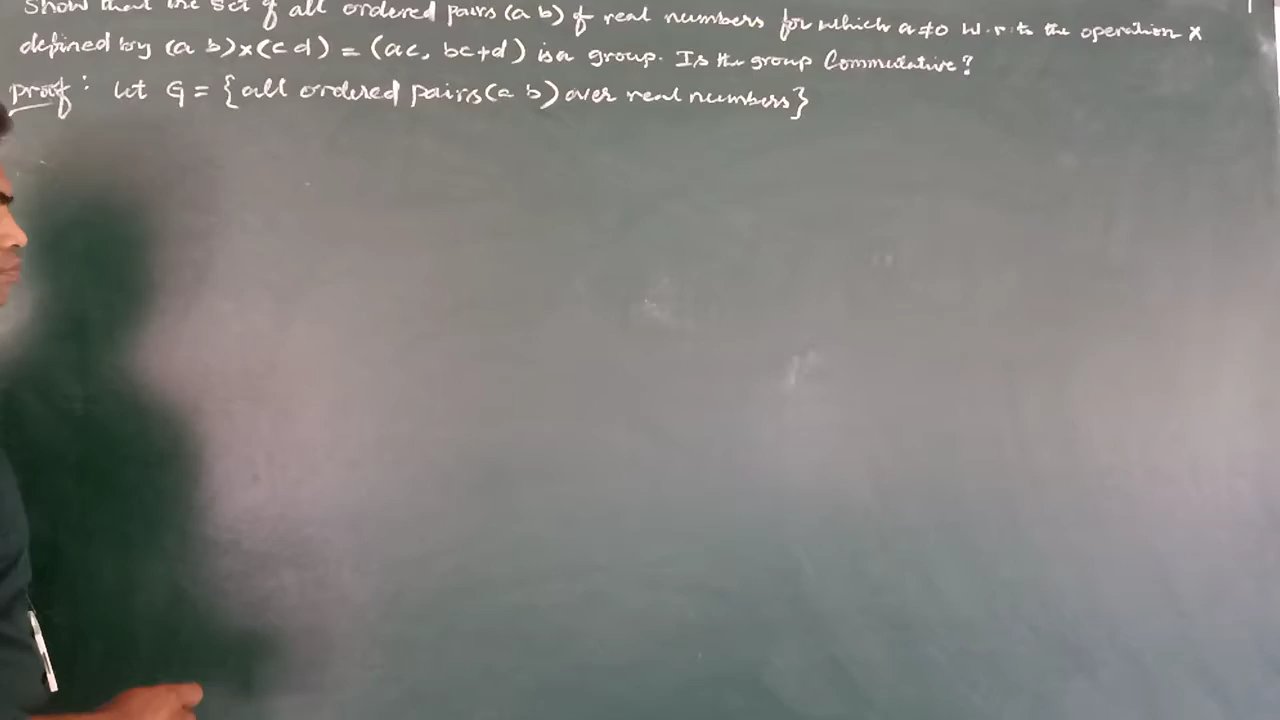 Show that the set of all ordered pairs (a b) of real numbers for which a≠0 w.r.to the operation ×
defined by (a b)×(c d) = (ac, bc+d) is a group. Is the group Commutative?
proof: let G = {all ordered pairs (a b) over real numbers}